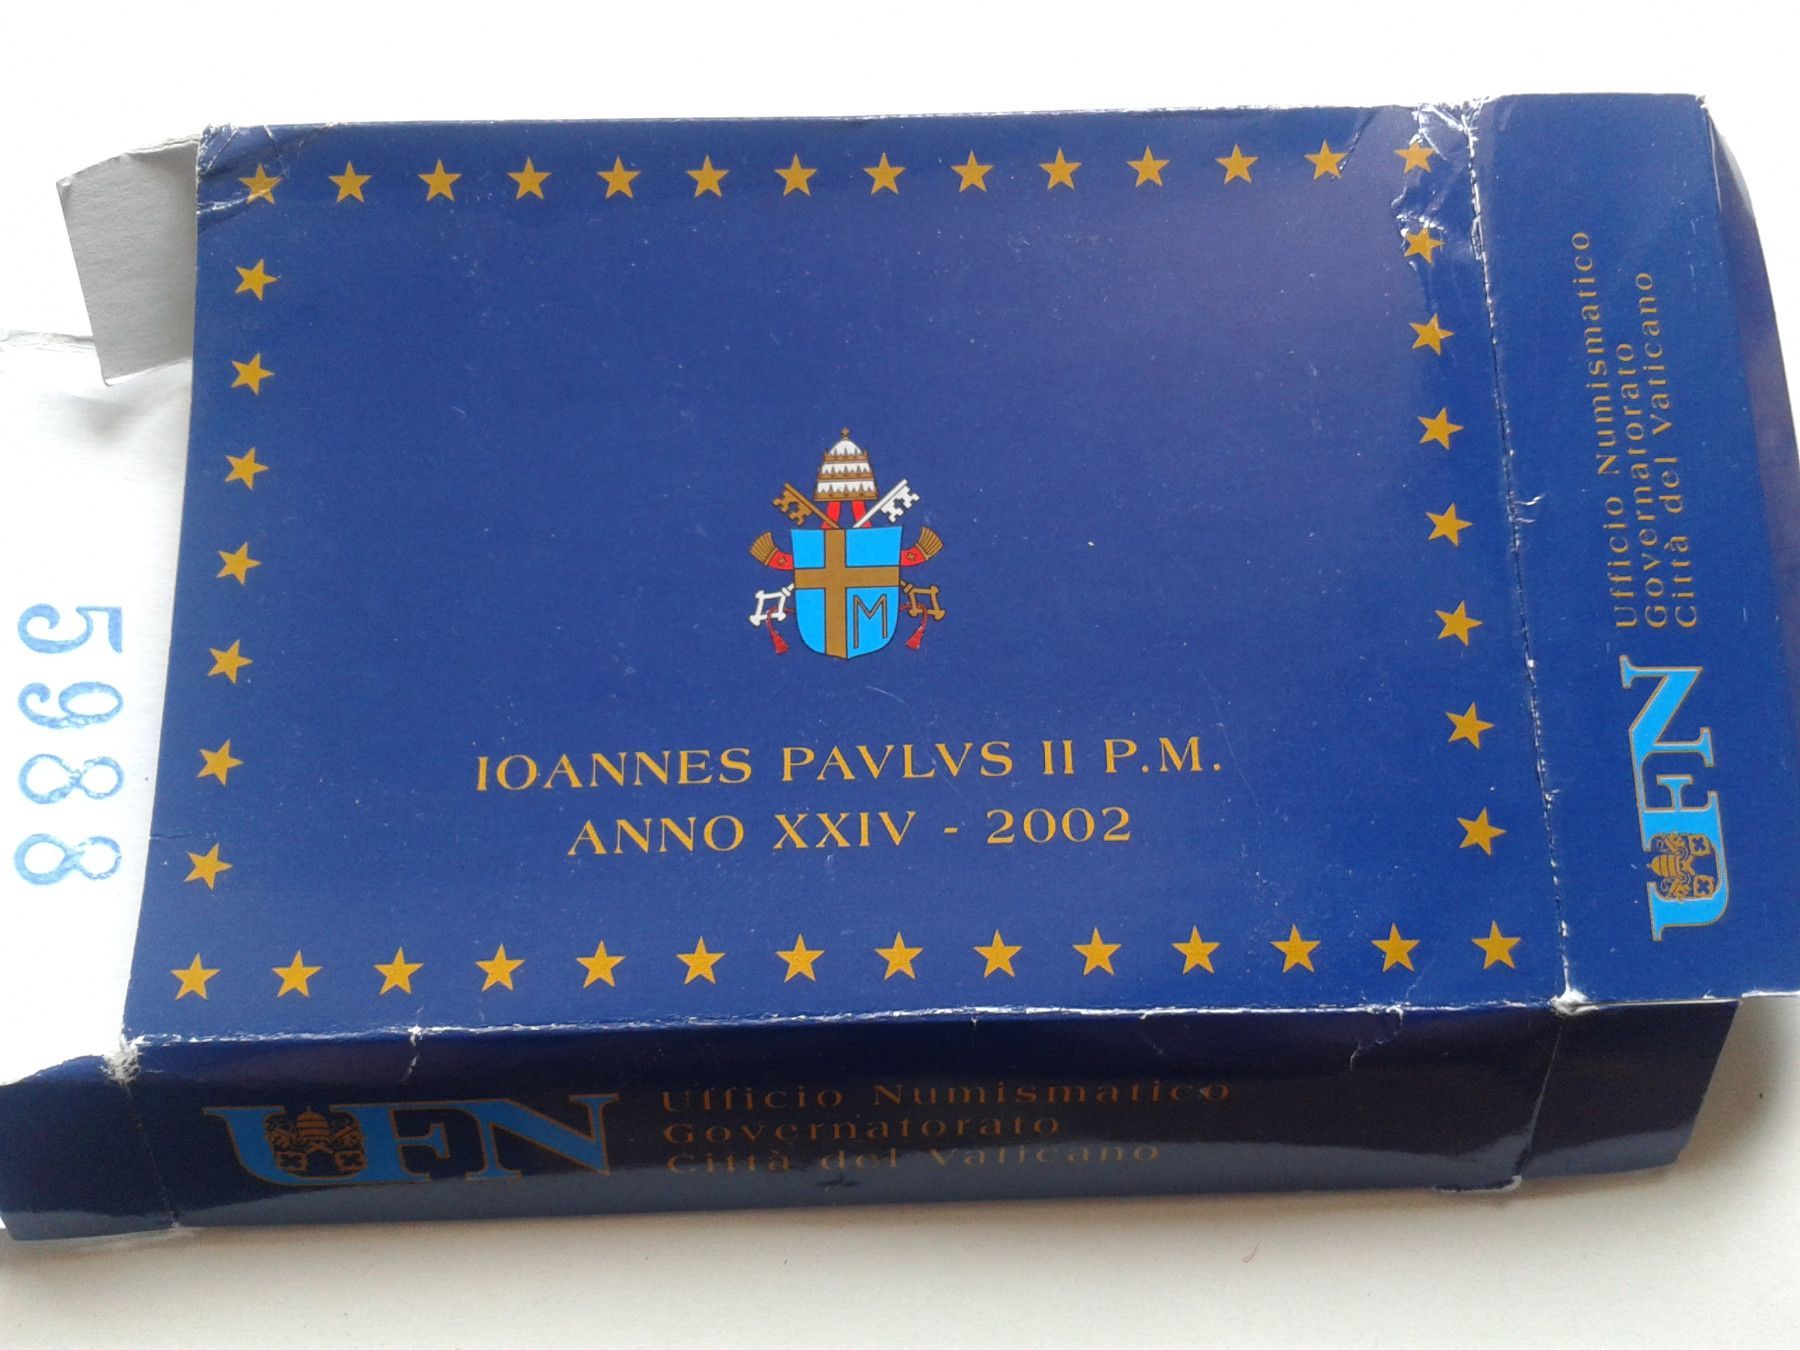 5988
M
IOANNES PAVLVS II P.M.
ANNO XXIV - 2002
UFN
Ufficio Numismatico
Governatorato
Città del Vaticano
UFN
Ufficio Numismatico
Governatorato
Città del Vaticano